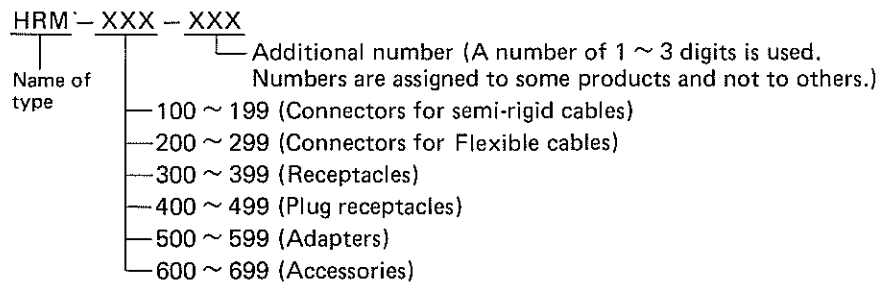 HRM – XXX – XXX
Additional number (A number of 1 ~ 3 digits is used.
Numbers are assigned to some products and not to others.)
Name of
type
100 ~ 199 (Connectors for semi-rigid cables)
200 ~ 299 (Connectors for Flexible cables)
300 ~ 399 (Receptacles)
400 ~ 499 (Plug receptacles)
500 ~ 599 (Adapters)
600 ~ 699 (Accessories)